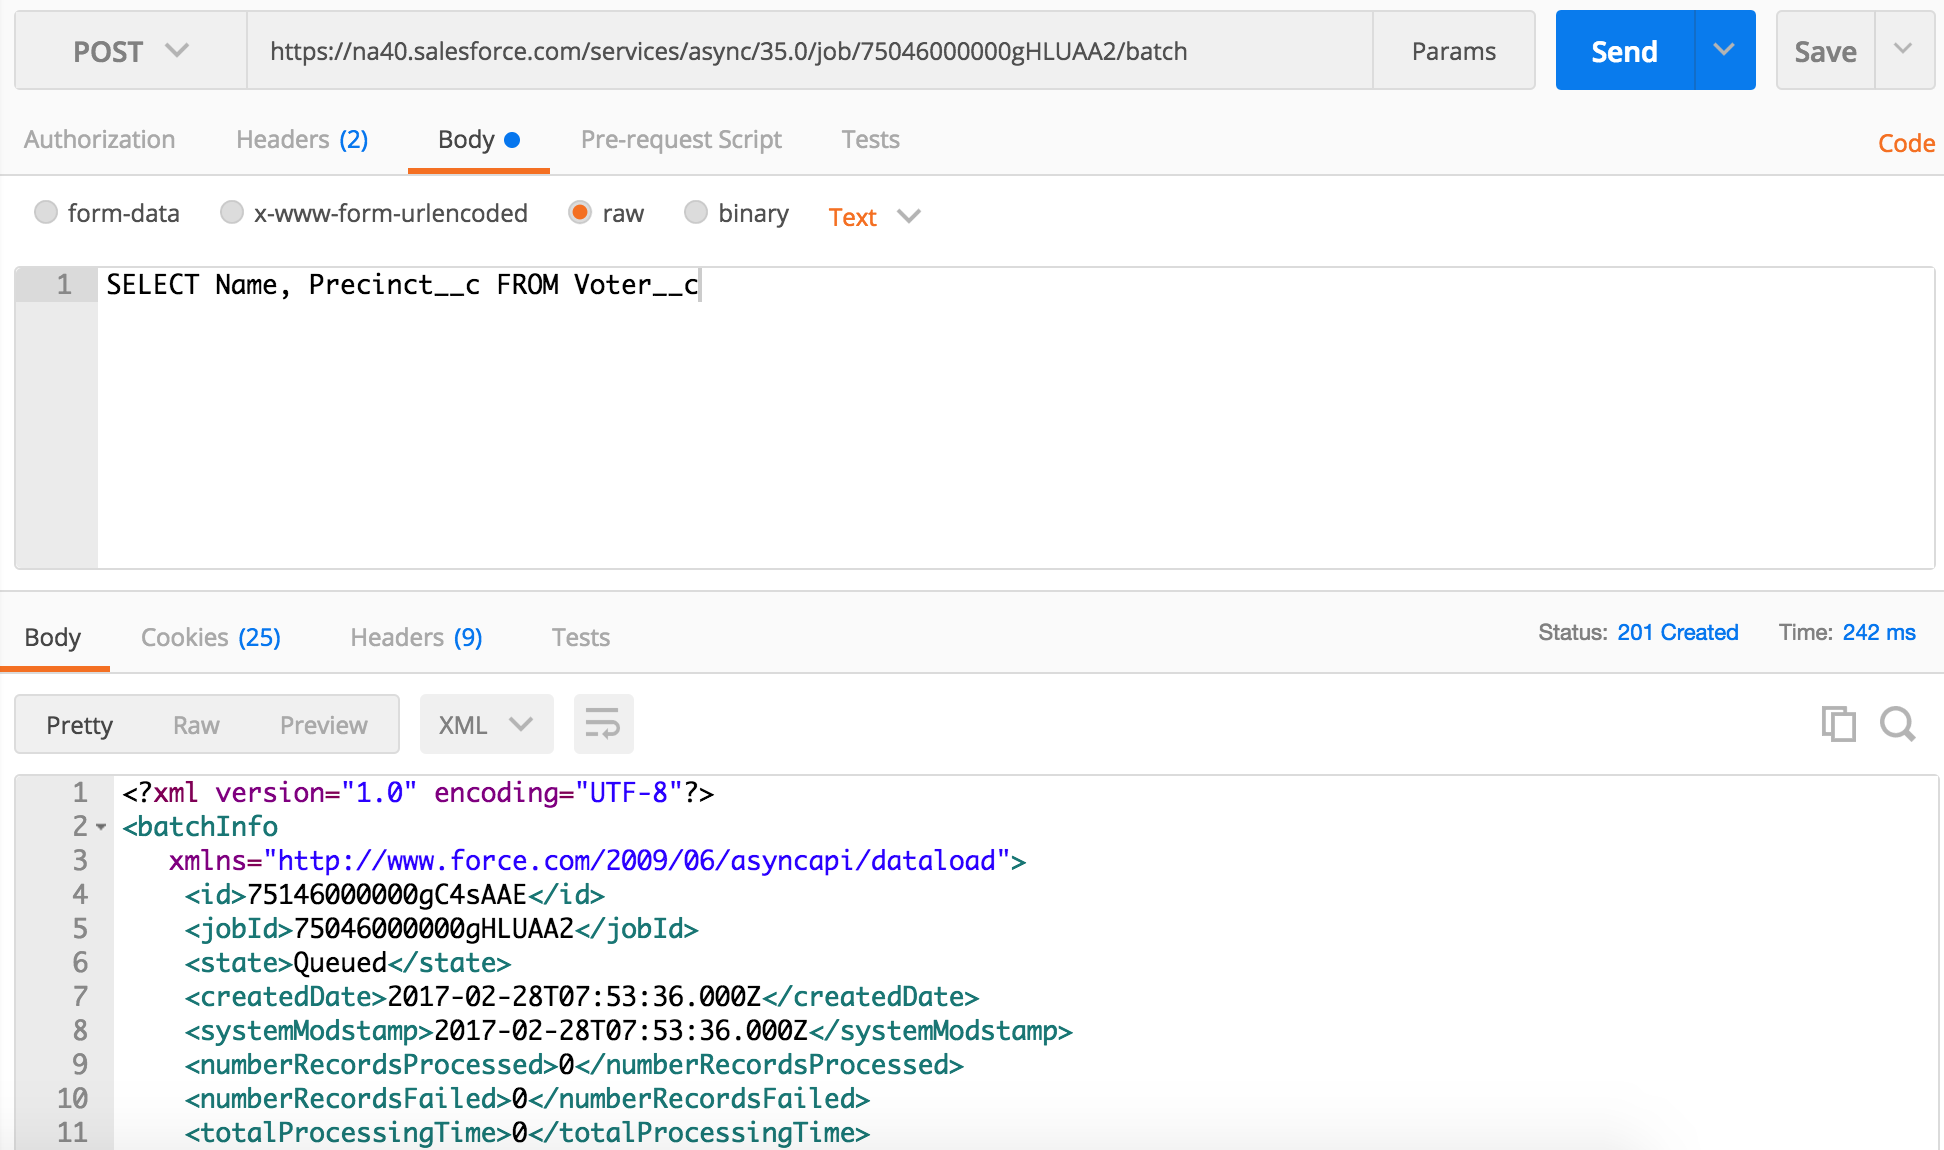 POST https://na40.salesforce.com/services/async/35.0/job/75046000000gHLUAA2/batch Params Send Save
Authorization Headers (2) Body Pre-request Script Tests Code
form-data x-www-form-urlencoded raw binary Text
1 SELECT Name, Precinct__c FROM Voter__c
Body Cookies (25) Headers (9) Tests Status: 201 Created Time: 242 ms
Pretty Raw Preview XML
1 <?xml version="1.0" encoding="UTF-8"?>
2 <batchInfo
3 xmlns="http://www.force.com/2009/06/asyncapi/dataload">
4 <id>75146000000gC4sAAE</id>
5 <jobId>75046000000gHLUAA2</jobId>
6 <state>Queued</state>
7 <createdDate>2017-02-28T07:53:36.000Z</createdDate>
8 <systemModstamp>2017-02-28T07:53:36.000Z</systemModstamp>
9 <numberRecordsProcessed>0</numberRecordsProcessed>
10 <numberRecordsFailed>0</numberRecordsFailed>
11 <totalProcessingTime>0</totalProcessingTime>